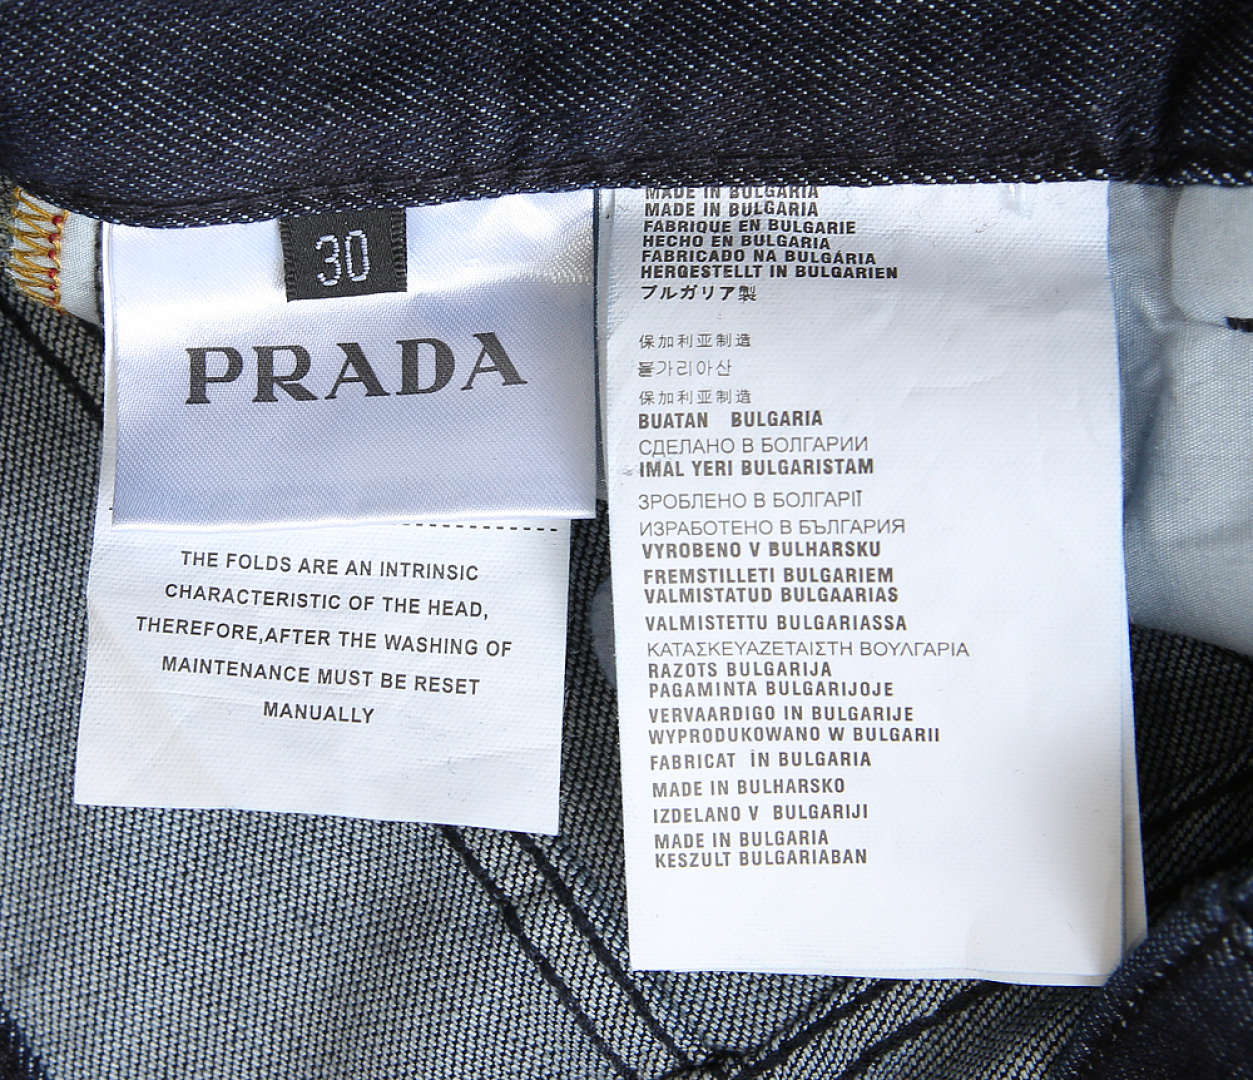 30
PRADA
THE FOLDS ARE AN INTRINSIC
CHARACTERISTIC OF THE HEAD,
THEREFORE,AFTER THE WASHING OF
MAINTENANCE MUST BE RESET
MANUALLY
MADE IN BULGARIA
MADE IN BULGARIA
FABRIQUE EN BULGARIE
HECHO EN BULGARIA
FABRICADO NA BULGÁRIA
HERGESTELLT IN BULGARIEN
ブルガリア製
保加利亚制造
불가리아산
保加利亚制造
BUATAN BULGARIA
СДЕЛАНО В БОЛГАРИИ
IMAL YERI BULGARISTAM
ЗРОБЛЕНО В БОЛГАРІЇ
ИЗРАБОТЕНО В БЪЛГАРИЯ
VYROBENO V BULHARSKU
FREMSTILLETI BULGARIEM
VALMISTATUD BULGAARIAS
VALMISTETTU BULGARIASSA
ΚΑΤΑΣΚΕΥΑΖΕΤΑΙΣΤΗ ΒΟΥΛΓΑΡΙΑ
RAZOTS BULGARIJA
PAGAMINTA BULGARIJOJE
VERVAARDIGO IN BULGARIJE
WYPRODUKOWANO W BULGARII
FABRICAT İN BULGARIA
MADE IN BULHARSKO
IZDELANO V BULGARIJI
MADE IN BULGARIA
KESZULT BULGARIABAN